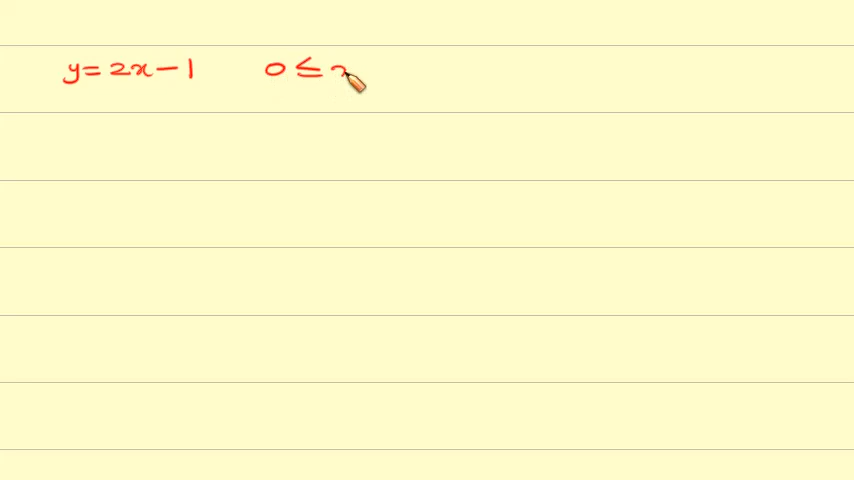 y = 2x - 1 0 ≤ x